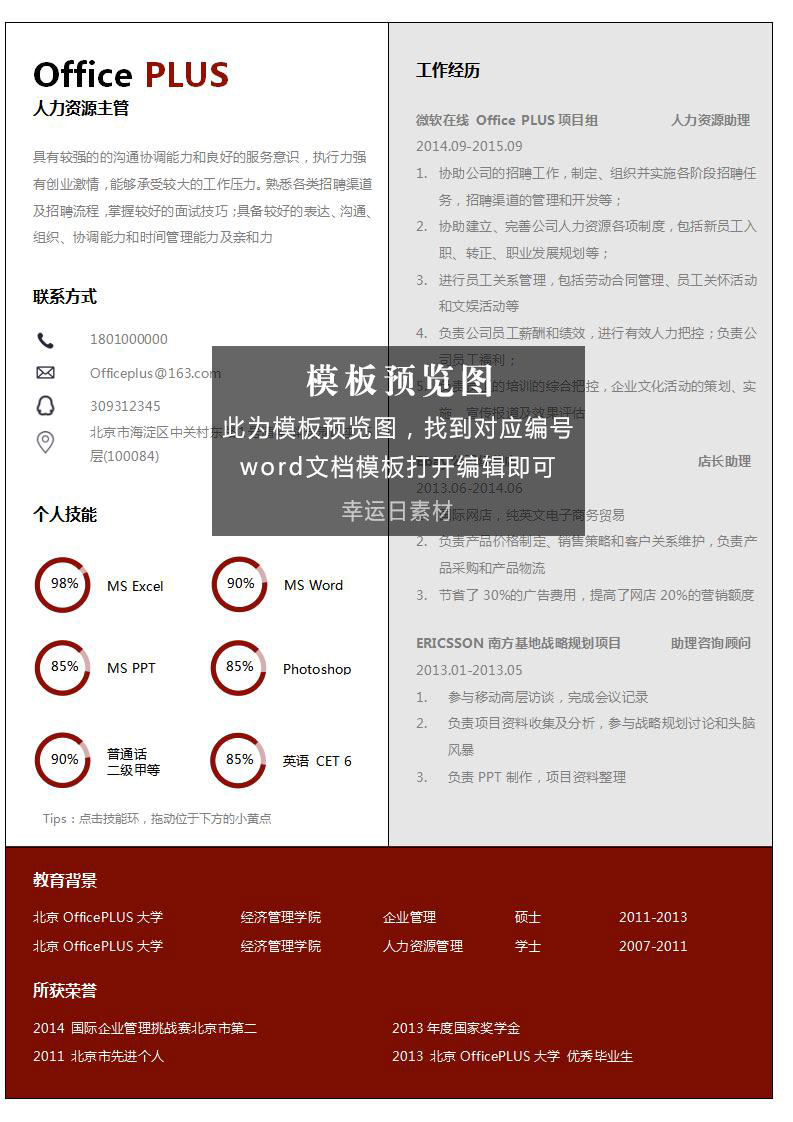 Office PLUS
人力资源主管
具有较强的的沟通协调能力和良好的服务意识，执行力强
有创业激情，能够承受较大的工作压力。熟悉各类招聘渠道
及招聘流程，掌握较好的面试技巧；具备较好的表达、沟通、
组织、协调能力和时间管理能力及亲和力
联系方式
1801000000
Officeplus@163.com
309312345
北京市海淀区中关村东
层(100084)
个人技能
98%
MS Excel
90%
MS Word
85%
MS PPT
85%
Photoshop
90%
普通话
二级甲等
85%
英语 CET 6
Tips：点击技能环，拖动位于下方的小黄点
工作经历
微软在线 Office PLUS 项目组 人力资源助理
2014.09-2015.09
1. 协助公司的招聘工作，制定、组织并实施各阶段招聘任
务，招聘渠道的管理和开发等；
2. 协助建立、完善公司人力资源各项制度，包括新员工入
职、转正、职业发展规划等；
3. 进行员工关系管理，包括劳动合同管理、员工关怀活动
和文娱活动等
4. 负责公司员工薪酬和绩效，进行有效人力把控；负责公
司员工福利；
的培训的综合把控，企业文化活动的策划、实
施、宣传报道及效果评估
店长助理
2013.06-2014.06
国际网店，纯英文电子商务贸易
2. 负责产品价格制定、销售策略和客户关系维护，负责产
品采购和产品物流
3. 节省了 30%的广告费用，提高了网店 20%的营销额度
ERICSSON 南方基地战略规划项目 助理咨询顾问
2013.01-2013.05
1. 参与移动高层访谈，完成会议记录
2. 负责项目资料收集及分析，参与战略规划讨论和头脑
风暴
3. 负责 PPT 制作，项目资料整理
模板预览图
此为模板预览图，找到对应编号
word文档模板打开编辑即可
幸运日素材
教育背景
北京 OfficePLUS 大学 经济管理学院 企业管理 硕士 2011-2013
北京 OfficePLUS 大学 经济管理学院 人力资源管理 学士 2007-2011
所获荣誉
2014 国际企业管理挑战赛北京市第二 2013 年度国家奖学金
2011 北京市先进个人 2013 北京 OfficePLUS 大学 优秀毕业生